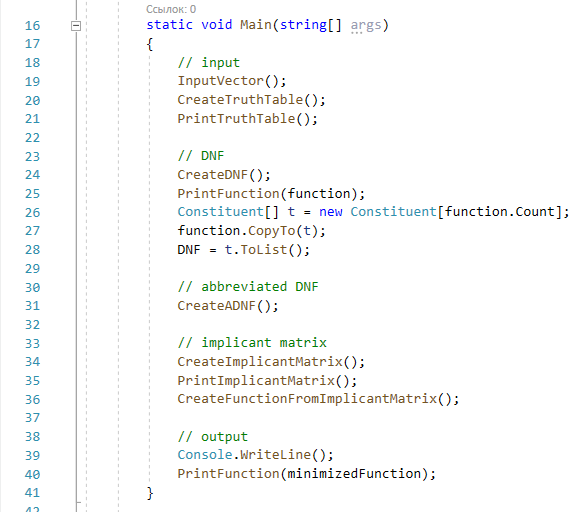 Ссылок: 0
16 static void Main(string[] args)
17 {
18 // input
19 InputVector();
20 CreateTruthTable();
21 PrintTruthTable();
22
23 // DNF
24 CreateDNF();
25 PrintFunction(function);
26 Constituent[] t = new Constituent[function.Count];
27 function.CopyTo(t);
28 DNF = t.ToList();
29
30 // abbreviated DNF
31 CreateADNF();
32
33 // implicant matrix
34 CreateImplicantMatrix();
35 PrintImplicantMatrix();
36 CreateFunctionFromImplicantMatrix();
37
38 // output
39 Console.WriteLine();
40 PrintFunction(minimizedFunction);
41 }
42